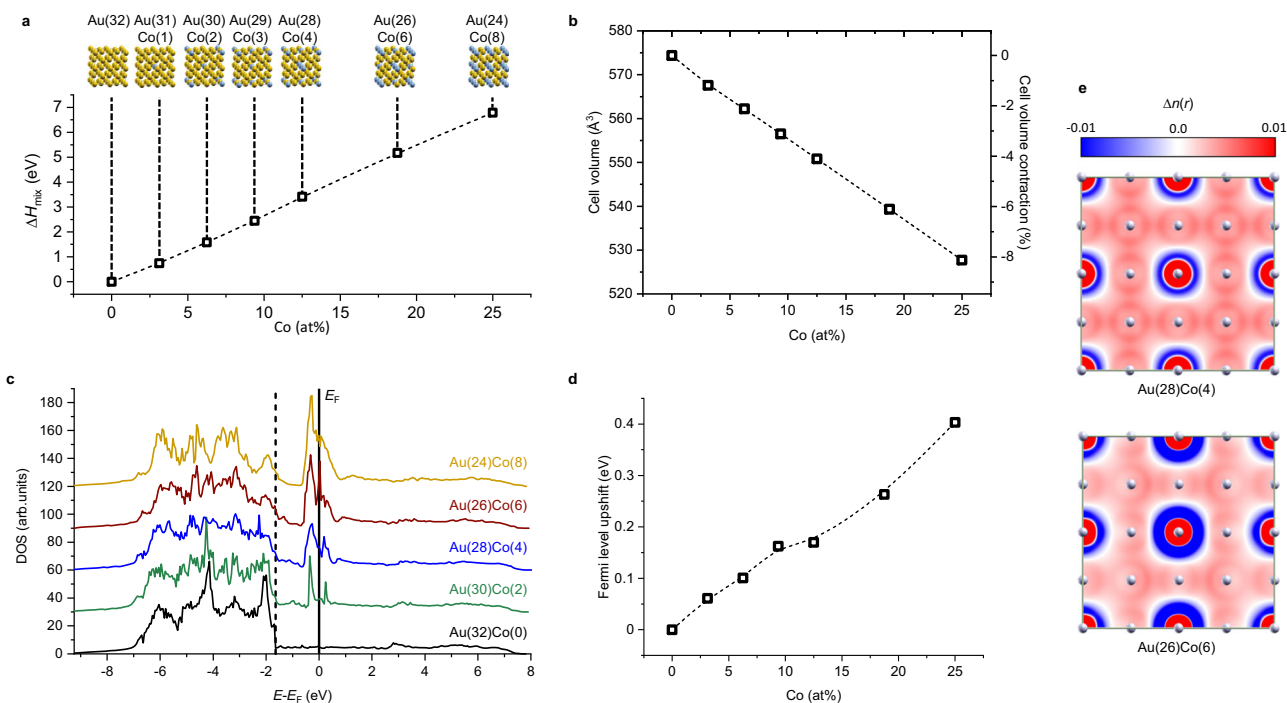 a
Au(32) Au(31) Au(30) Au(29) Au(28) Au(26) Au(24)
Co(1) Co(2) Co(3) Co(4) Co(6) Co(8)
7
6
5
4
3
2
1
0
ΔHmix (eV)
0 5 10 15 20 25
Co (at%)
b
580
570
560
550
540
530
520
Cell volume (Å3)
0
-2
-4
-6
-8
Cell volume contraction (%)
0 5 10 15 20 25
Co (at%)
c
EF
180
160
140
120
100
80
60
40
20
0
DOS (arb.units)
Au(24)Co(8)
Au(26)Co(6)
Au(28)Co(4)
Au(30)Co(2)
Au(32)Co(0)
-8 -6 -4 -2 0 2 4 6 8
E-EF (eV)
d
0.4
0.3
0.2
0.1
0
Fermi level upshift (eV)
0 5 10 15 20 25
Co (at%)
e
Δn(r)
-0.01 0.0 0.01
Au(28)Co(4)
Au(26)Co(6)